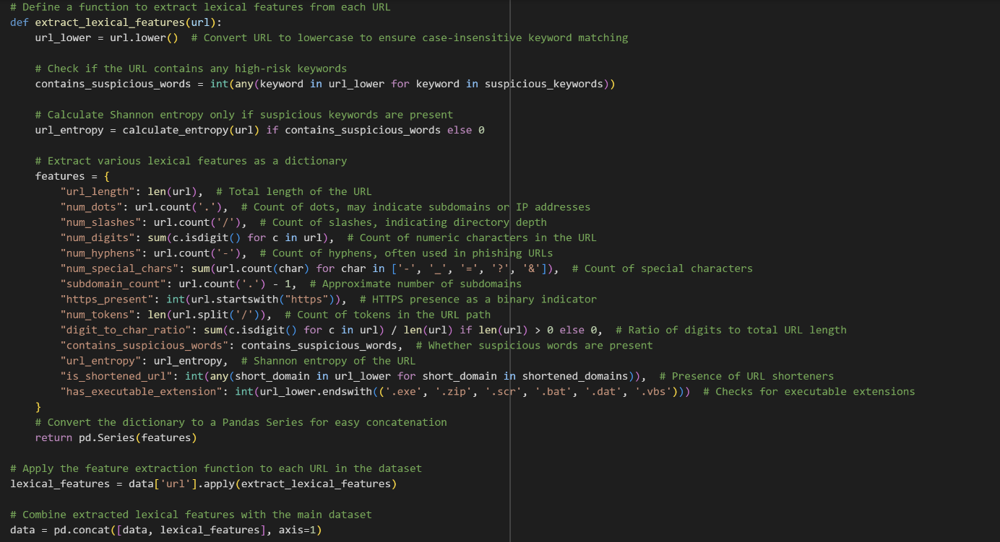 # Define a function to extract lexical features from each URL
def extract_lexical_features(url):
    url_lower = url.lower()  # Convert URL to lowercase to ensure case-insensitive keyword matching

    # Check if the URL contains any high-risk keywords
    contains_suspicious_words = int(any(keyword in url_lower for keyword in suspicious_keywords))

    # Calculate Shannon entropy only if suspicious keywords are present
    url_entropy = calculate_entropy(url) if contains_suspicious_words else 0

    # Extract various lexical features as a dictionary
    features = {
        "url_length": len(url),  # Total length of the URL
        "num_dots": url.count('.'),  # Count of dots, may indicate subdomains or IP addresses
        "num_slashes": url.count('/'),  # Count of slashes, indicating directory depth
        "num_digits": sum(c.isdigit() for c in url),  # Count of numeric characters in the URL
        "num_hyphens": url.count('-'),  # Count of hyphens, often used in phishing URLs
        "num_special_chars": sum(url.count(char) for char in ['-', '_', '=', '?', '&']),  # Count of special characters
        "subdomain_count": url.count('.') - 1,  # Approximate number of subdomains
        "https_present": int(url.startswith("https")),  # HTTPS presence as a binary indicator
        "num_tokens": len(url.split('/')),  # Count of tokens in the URL path
        "digit_to_char_ratio": sum(c.isdigit() for c in url) / len(url) if len(url) > 0 else 0,  # Ratio of digits to total URL length
        "contains_suspicious_words": contains_suspicious_words,  # Whether suspicious words are present
        "url_entropy": url_entropy,  # Shannon entropy of the URL
        "is_shortened_url": int(any(short_domain in url_lower for short_domain in shortened_domains)),  # Presence of URL shorteners
        "has_executable_extension": int(url_lower.endswith(('.exe', '.zip', '.scr', '.bat', '.dat', '.vbs')))  # Checks for executable extensions
    }
    # Convert the dictionary to a Pandas Series for easy concatenation
    return pd.Series(features)

# Apply the feature extraction function to each URL in the dataset
lexical_features = data['url'].apply(extract_lexical_features)

# Combine extracted lexical features with the main dataset
data = pd.concat([data, lexical_features], axis=1)